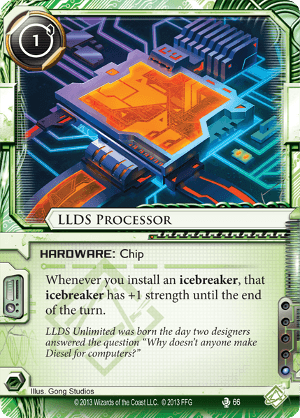 1
LLDS Processor
HARDWARE: Chip
Whenever you install an icebreaker, that
icebreaker has +1 strength until the end
of the turn.
LLDS Unlimited was born the day two designers
answered the question “Why doesn’t anyone make
Diesel for computers?”
Illus. Gong Studios
© 2013 Wizards of the Coast LLC. © 2013 FFG
66